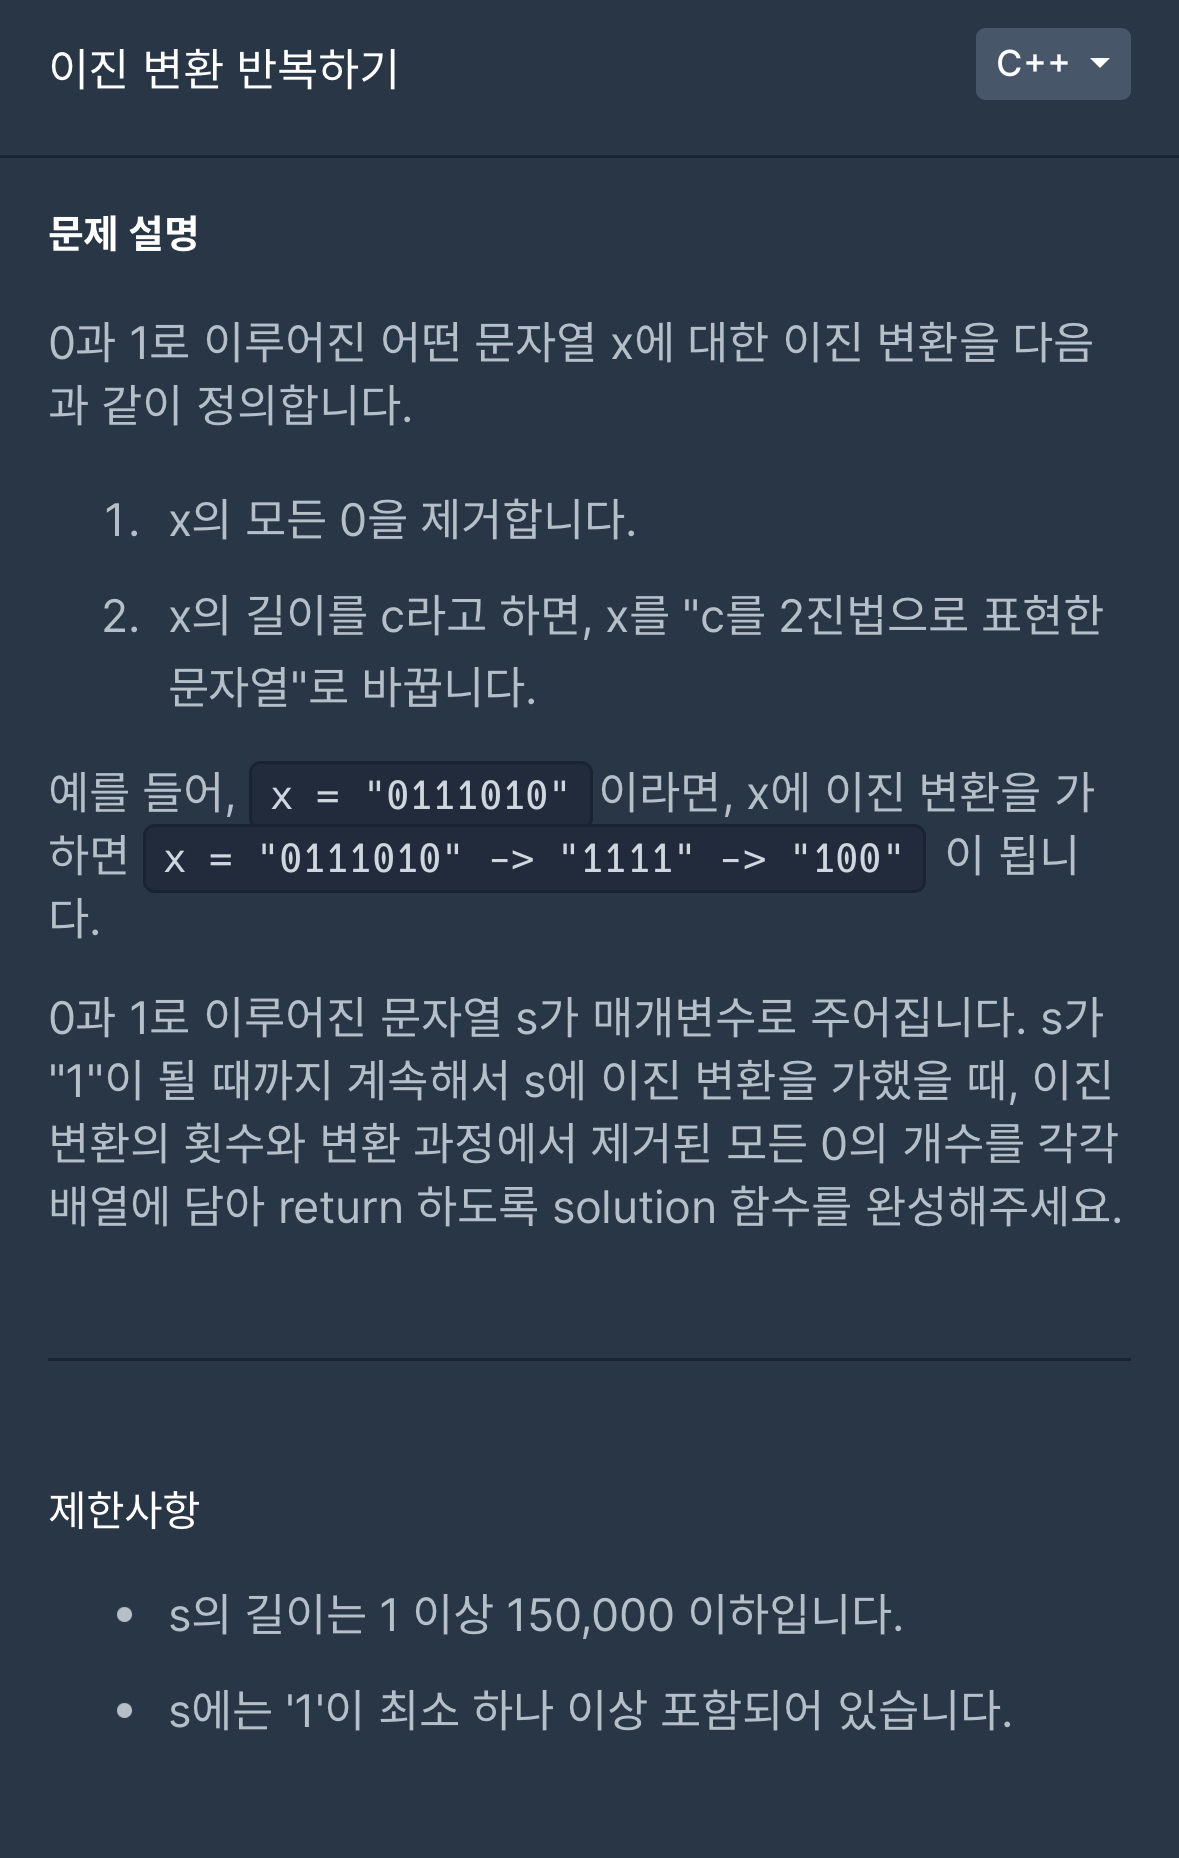 이진 변환 반복하기
C++
문제 설명
0과 1로 이루어진 어떤 문자열 x에 대한 이진 변환을 다음
과 같이 정의합니다.
1. x의 모든 0을 제거합니다.
2. x의 길이를 c라고 하면, x를 "c를 2진법으로 표현한
문자열"로 바꿉니다.
예를 들어, x = "0111010" 이라면, x에 이진 변환을 가
하면 x = "0111010" -> "1111" -> "100" 이 됩니
다.
0과 1로 이루어진 문자열 s가 매개변수로 주어집니다. s가
"1"이 될 때까지 계속해서 s에 이진 변환을 가했을 때, 이진
변환의 횟수와 변환 과정에서 제거된 모든 0의 개수를 각각
배열에 담아 return 하도록 solution 함수를 완성해주세요.
제한사항
• s의 길이는 1 이상 150,000 이하입니다.
• s에는 '1'이 최소 하나 이상 포함되어 있습니다.